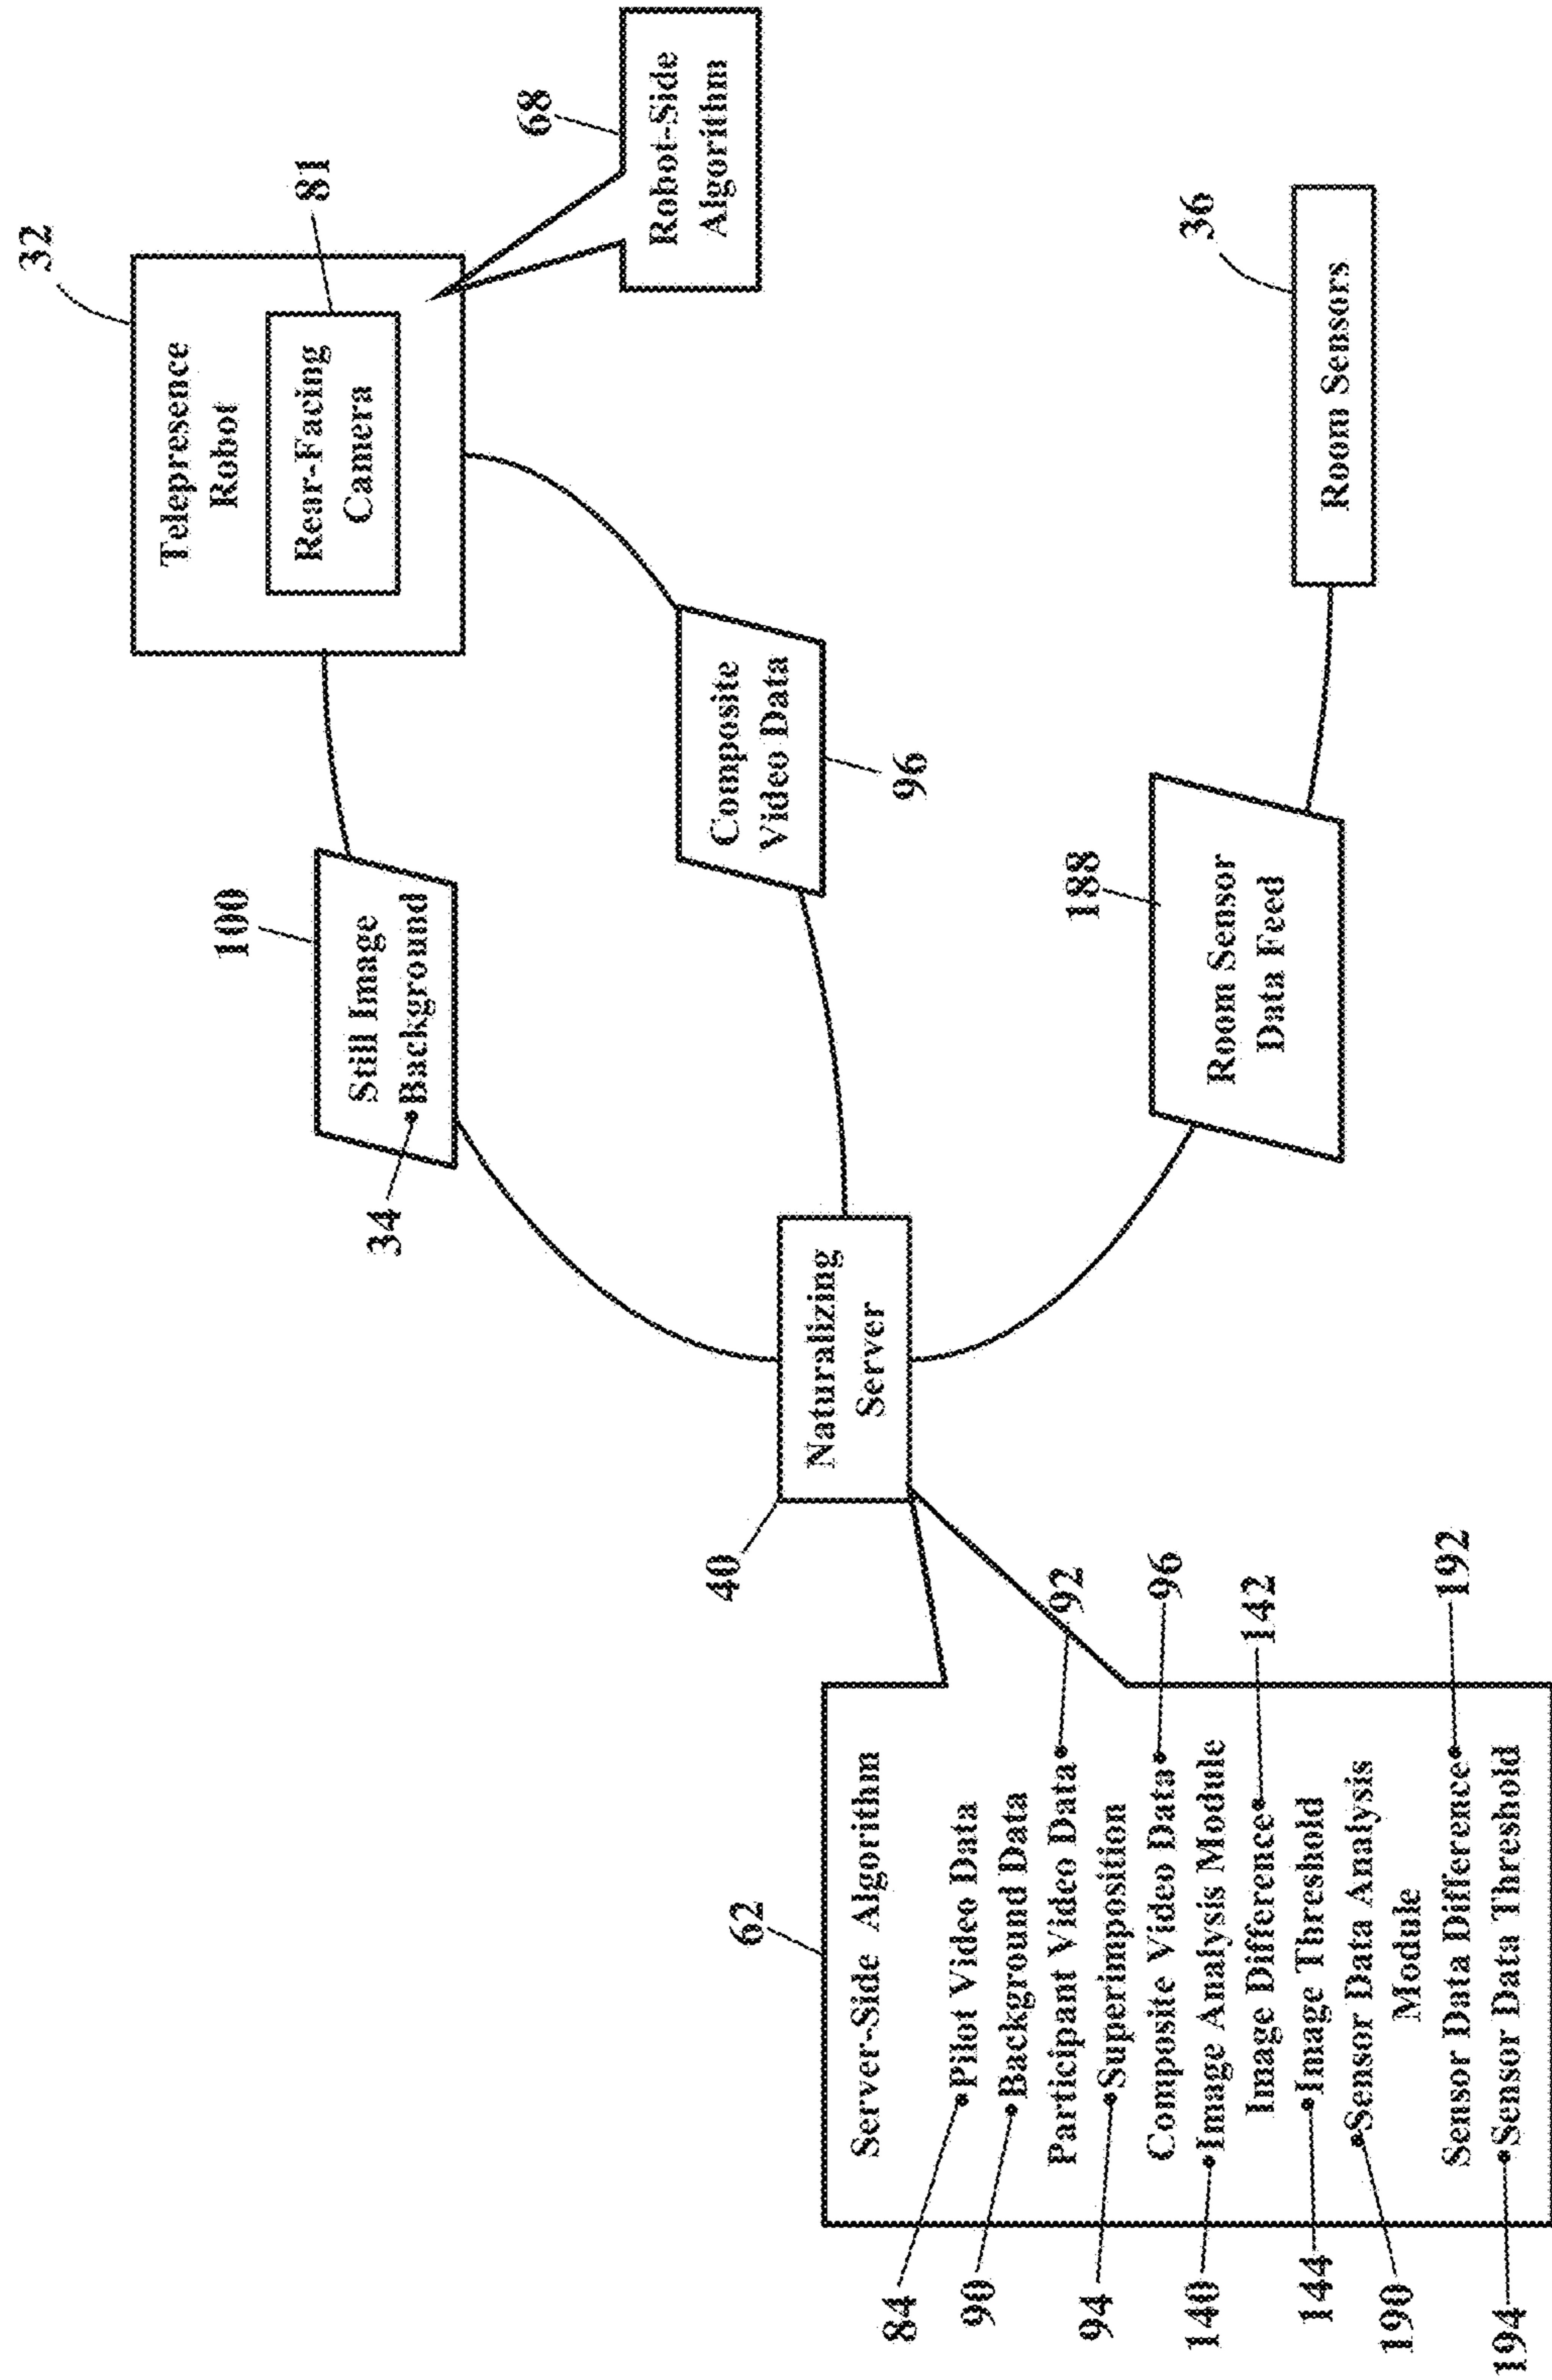 32
Telepresence
Robot
81
Rear-Facing
Camera
68
Robot-Side
Algorithm
100
Still Image
Background
34
Composite
Video Data
96
36
Room Sensors
188
Room Sensor
Data Feed
40
Naturalizing
Server
62
Server-Side Algorithm
84 Pilot Video Data
90 Background Data
Participant Video Data 92
94 Superimposition
Composite Video Data 96
140 Image Analysis Module
Image Difference 142
144 Image Threshold
190 Sensor Data Analysis
Module
Sensor Data Difference 192
194 Sensor Data Threshold